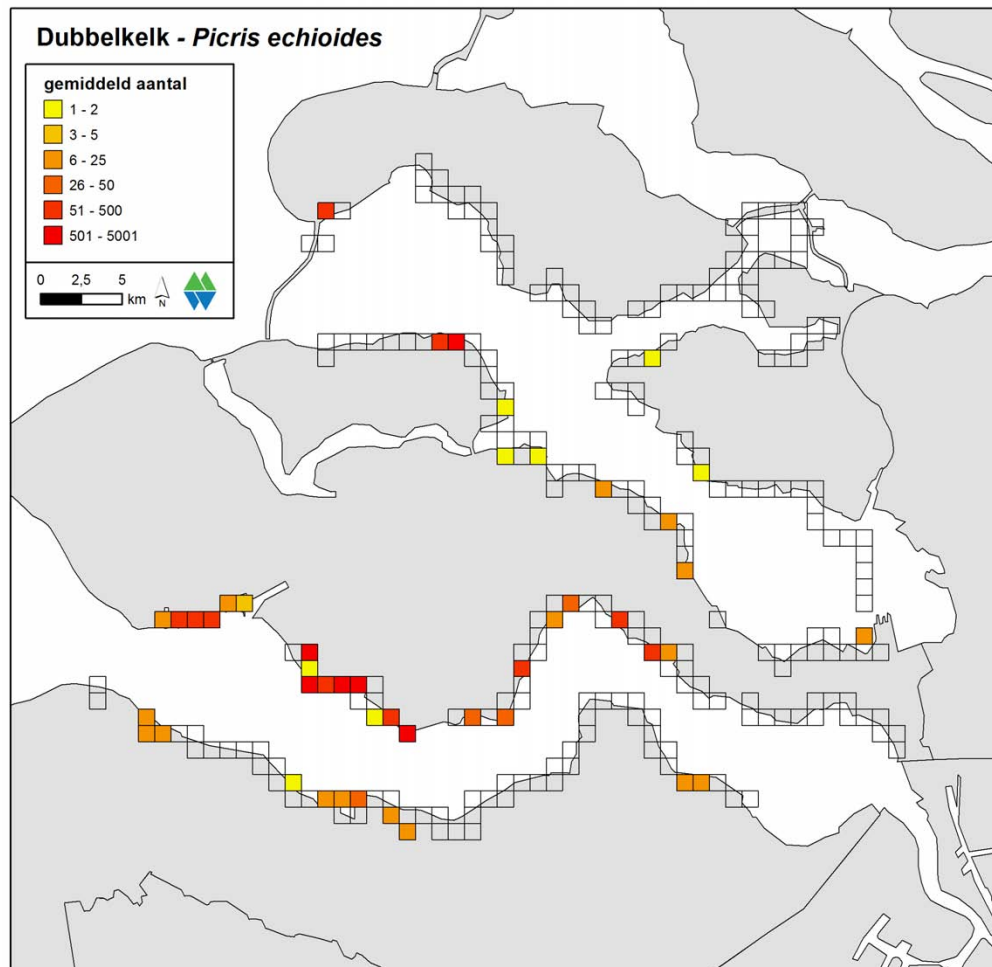 Dubbelkelk - Picris echioides
gemiddeld aantal
1 - 2
3 - 5
6 - 25
26 - 50
51 - 500
501 - 5001
0 2,5 5
km
N